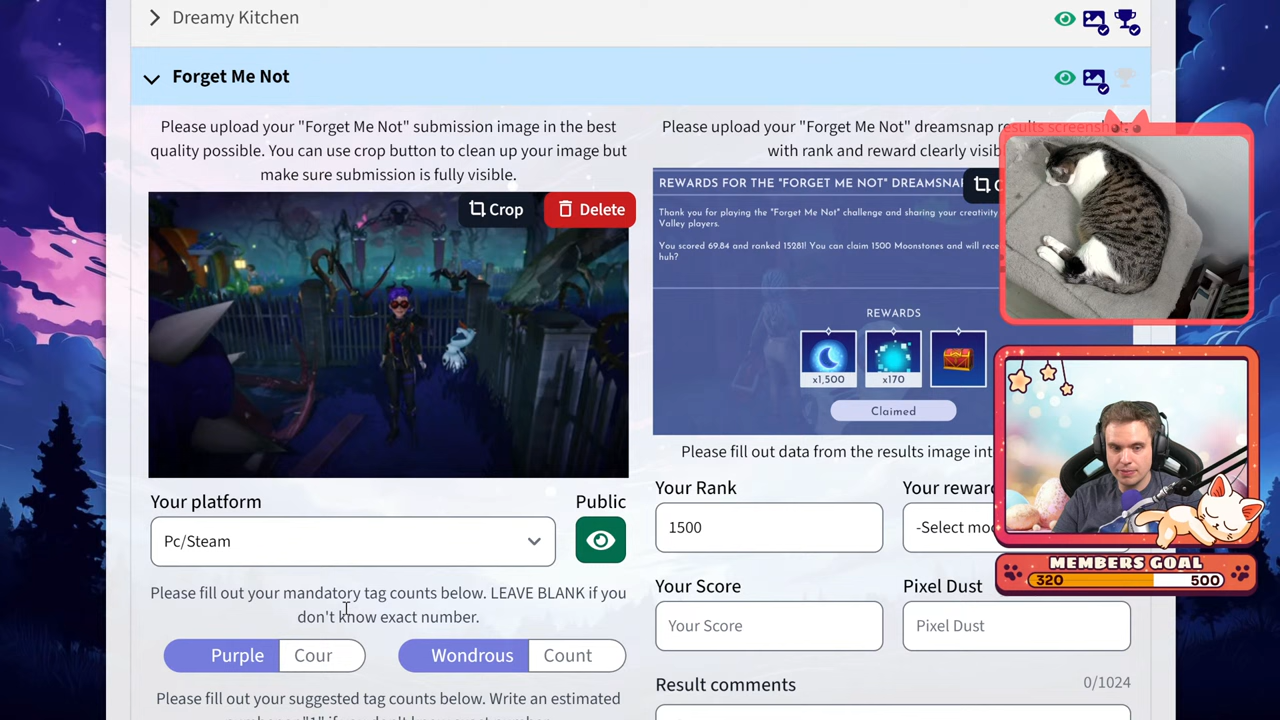 Dreamy Kitchen
Forget Me Not
Please upload your "Forget Me Not" submission image in the best
quality possible. You can use crop button to clean up your image but
make sure submission is fully visible.
Crop
Delete
Your platform
Public
Pc/Steam
Please fill out your mandatory tag counts below. LEAVE BLANK if you
don't know exact number.
Purple
Cour
Wondrous
Count
Please fill out your suggested tag counts below. Write an estimated
Please upload your "Forget Me Not" dreamsnap results screenshot
with rank and reward clearly
REWARDS FOR THE "FORGET ME NOT"
Thank you for playing the "Forget Me Not" challenge and sharing your creativity
Valley players.
You scored 69.84 and ranked 15281! You can claim 1500 Moonstones and will
huh?
REWARDS
x1,500
x170
Claimed
Please fill out data from the results image
Your Rank
1500
Your
-Select
Your Score
Your Score
Pixel Dust
Pixel Dust
Result comments
0/1024
MEMBERS GOAL
320
500